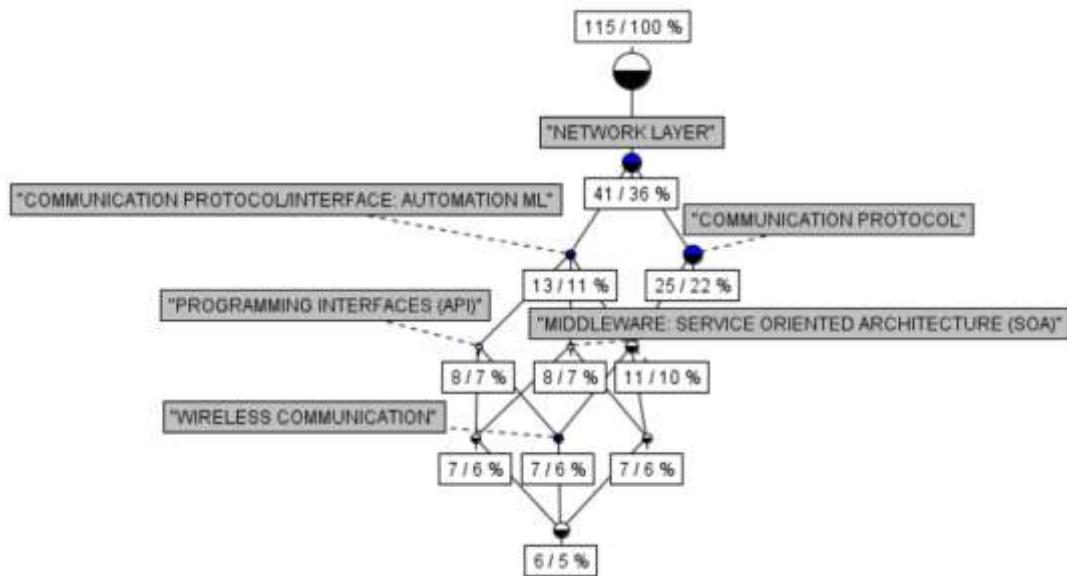 115 / 100 %
"NETWORK LAYER"
41 / 36 %
"COMMUNICATION PROTOCOL/INTERFACE: AUTOMATION ML"
"COMMUNICATION PROTOCOL"
13 / 11 %
25 / 22 %
"PROGRAMMING INTERFACES (API)"
"MIDDLEWARE: SERVICE ORIENTED ARCHITECTURE (SOA)"
8 / 7 %
8 / 7 %
11 / 10 %
"WIRELESS COMMUNICATION"
7 / 6 %
7 / 6 %
7 / 6 %
6 / 5 %